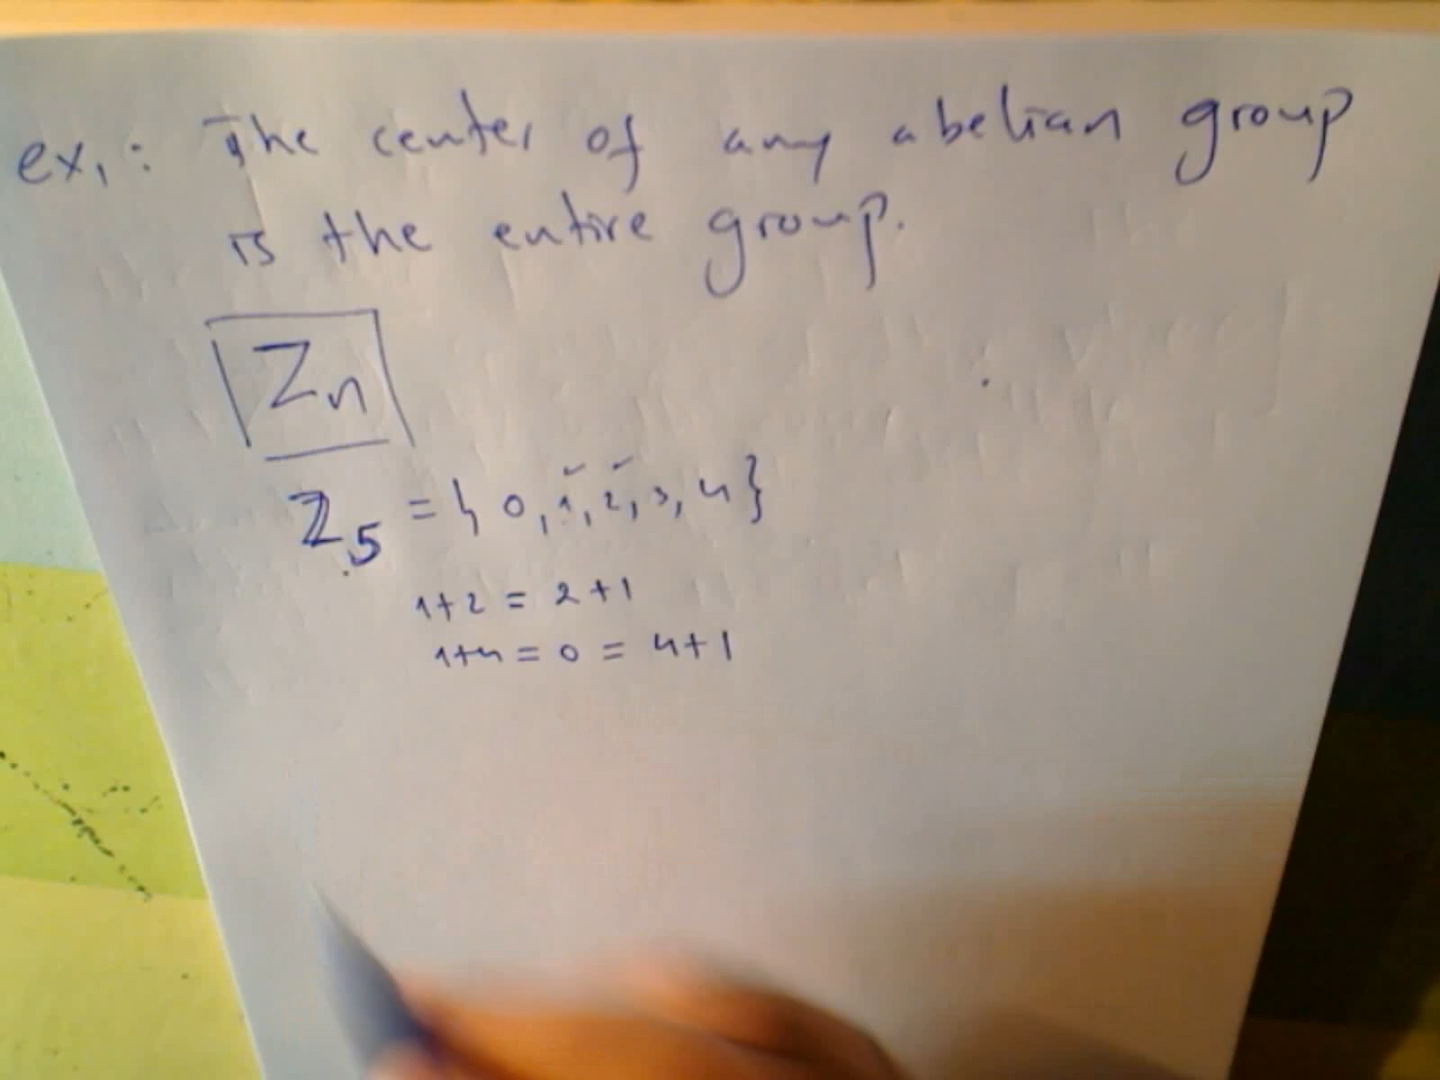 ex1: The center of any abelian group
is the entire group.
Zn
Z5 = { 0, 1, 2, 3, 4 }
1+2 = 2+1
1+4 = 0 = 4+1